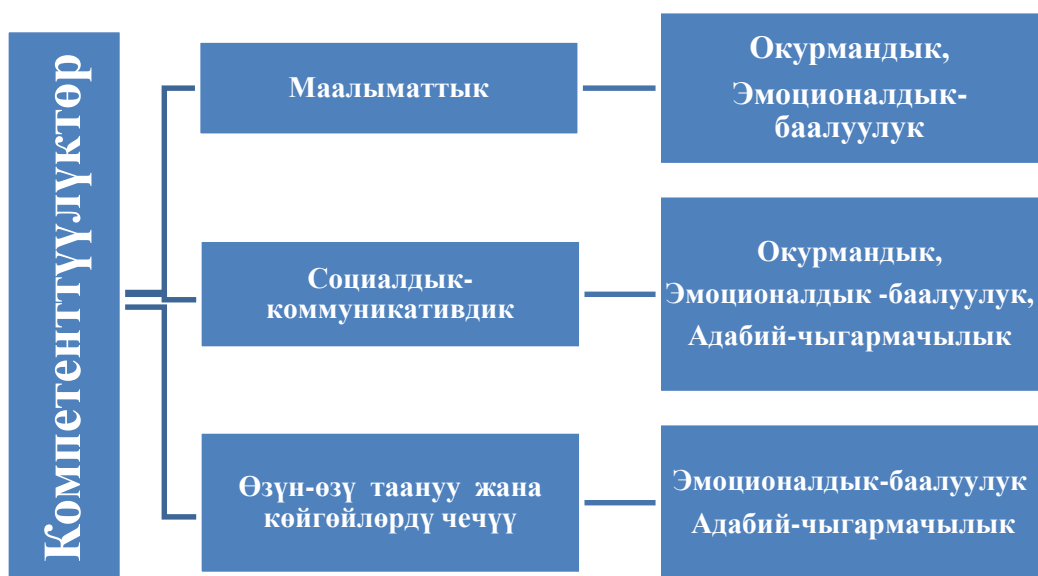 Компетенттүүлүктөр
Маалыматтык
Окурмандык,
Эмоционалдык-
баалуулук
Социалдык-
коммуникативдик
Окурмандык,
Эмоционалдык -баалуулук,
Адабий-чыгармачылык
Өзүн-өзү таануу жана
көйгөйлөрдү чечүү
Эмоционалдык-баалуулук
Адабий-чыгармачылык